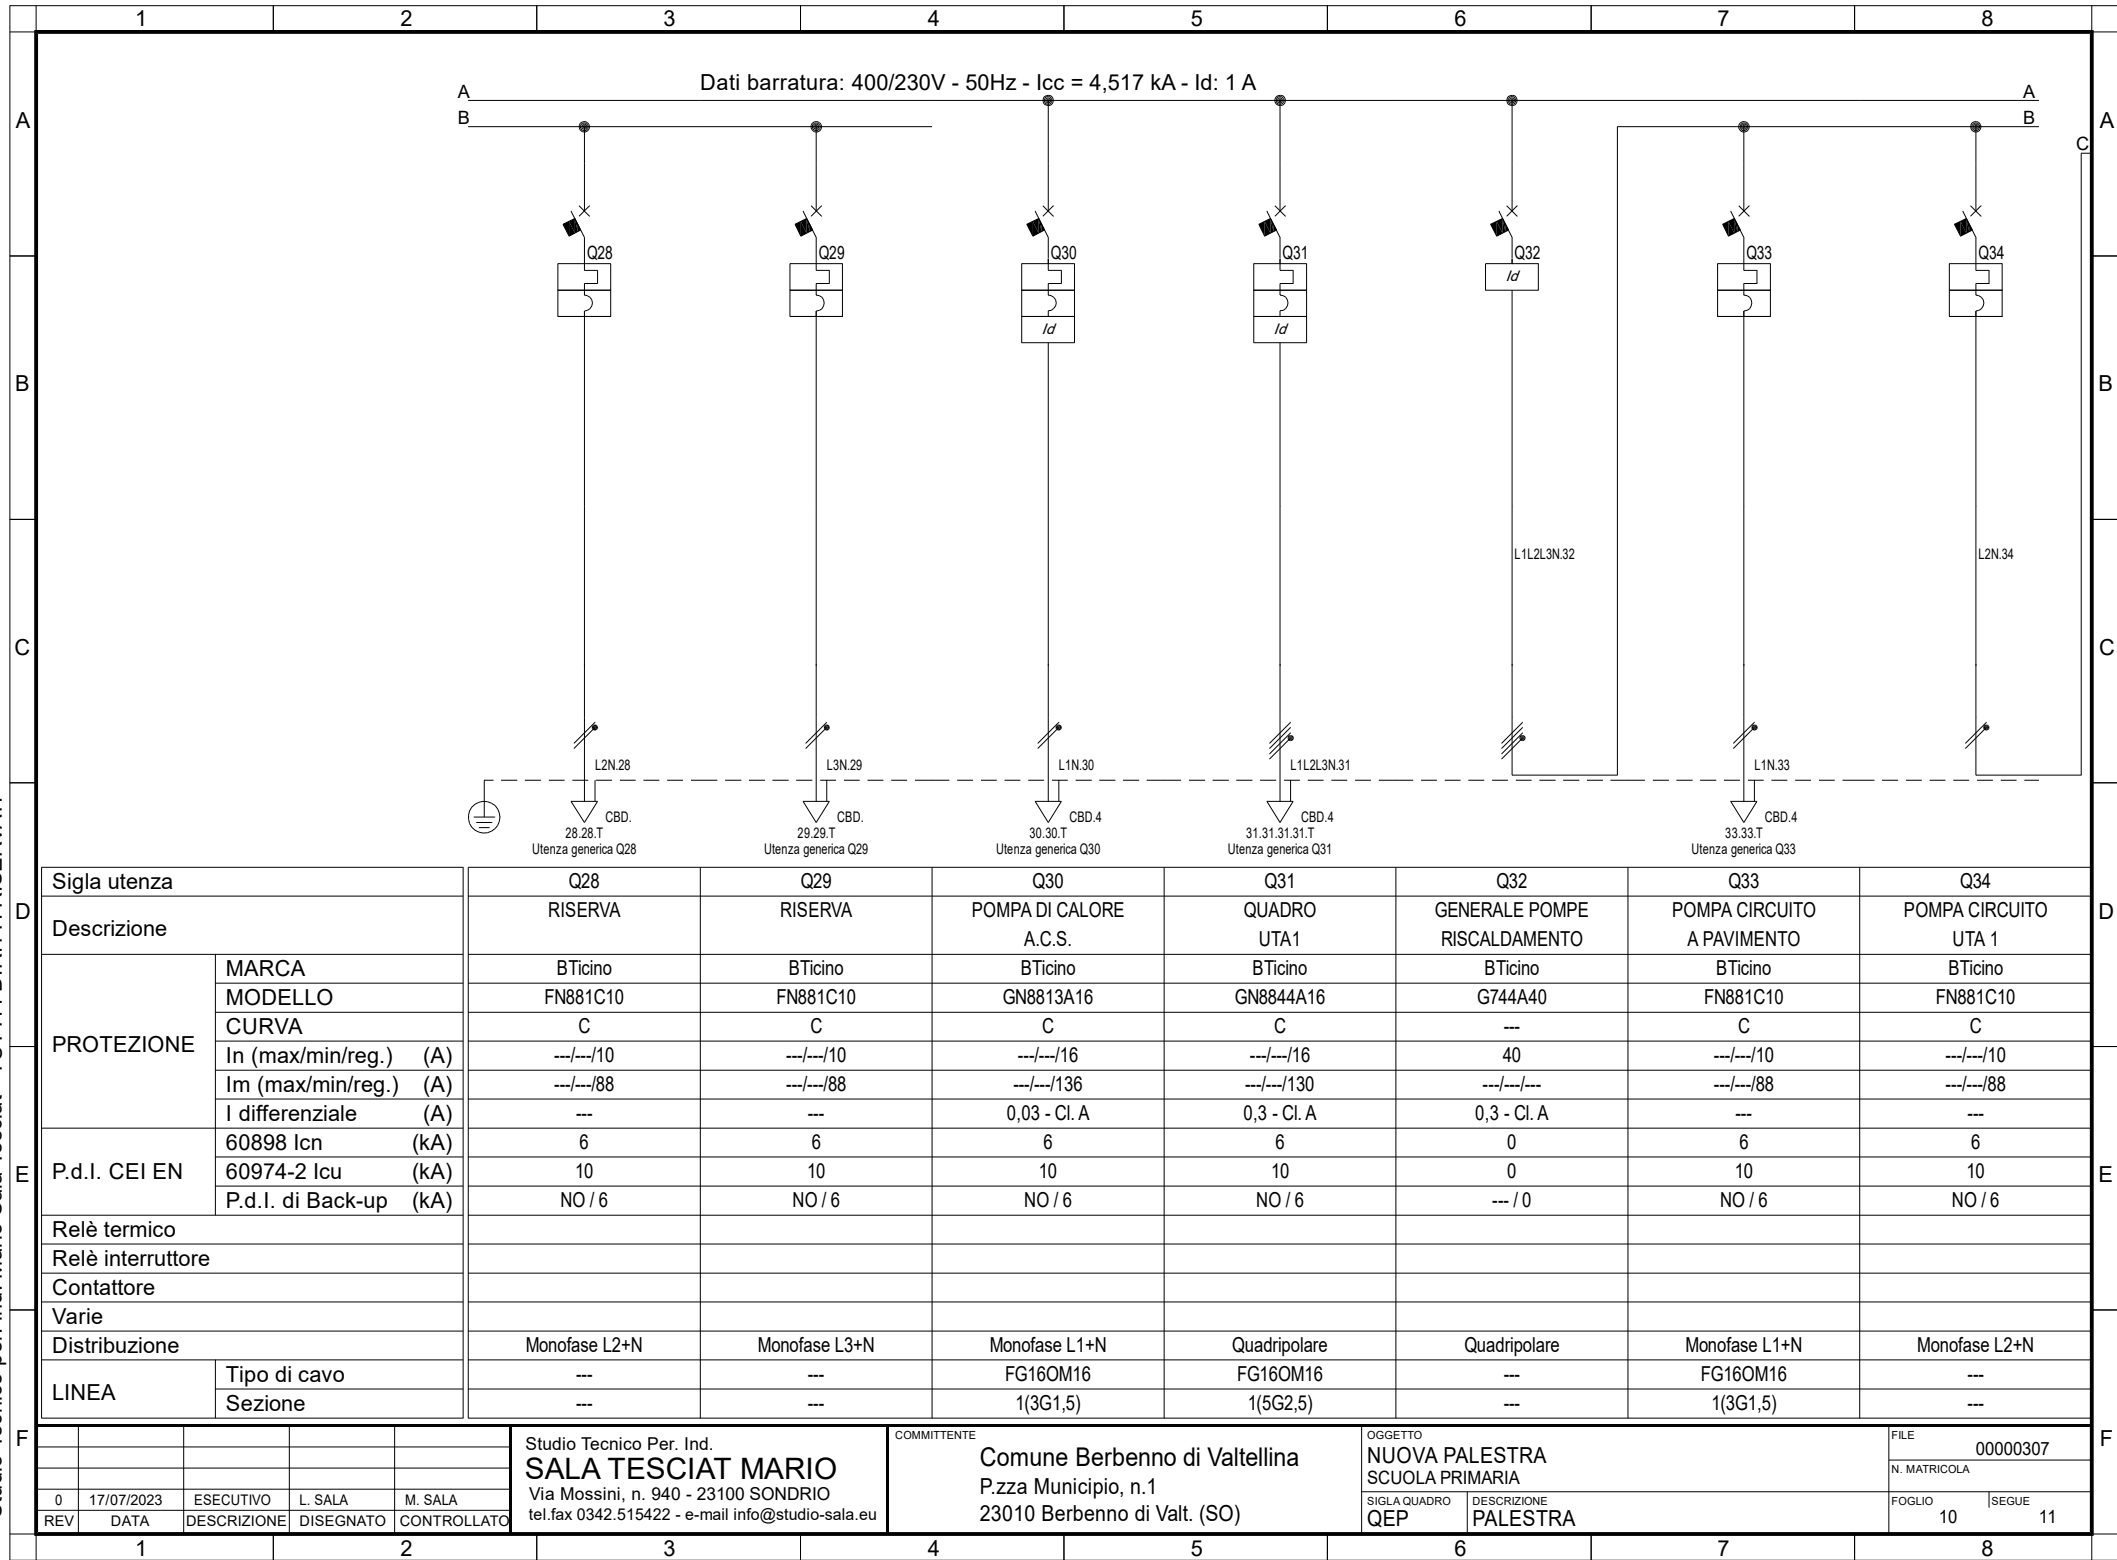 1 2 3 4 5 6 7 8
Dati barratura: 400/230V - 50Hz - Icc = 4,517 kA - Id: 1 A
A A
B B
C
A A
Q28 Q29 Q30 Q31 Q32 Q33 Q34
Id
Id Id
B B
L1L2L3N.32 L2N.34
C C
L2N.28 L3N.29 L1N.30 L1L2L3N.31 L1N.33
CBD. CBD. CBD.4 CBD.4 CBD.4
28.28.T 29.29.T 30.30.T 31.31.31.31.T 33.33.T
Utenza generica Q28 Utenza generica Q29 Utenza generica Q30 Utenza generica Q31 Utenza generica Q33
Sigla utenza Q28 Q29 Q30 Q31 Q32 Q33 Q34
D D
Descrizione
RISERVA RISERVA POMPA DI CALORE QUADRO GENERALE POMPE POMPA CIRCUITO POMPA CIRCUITO
A.C.S. UTA1 RISCALDAMENTO A PAVIMENTO UTA 1
PROTEZIONE
MARCA BTicino BTicino BTicino BTicino BTicino BTicino BTicino
MODELLO FN881C10 FN881C10 GN8813A16 GN8844A16 G744A40 FN881C10 FN881C10
CURVA C C C C --- C C
In (max/min/reg.) (A) ---/---/10 ---/---/10 ---/---/16 ---/---/16 40 ---/---/10 ---/---/10
Im (max/min/reg.) (A) ---/---/88 ---/---/88 ---/---/136 ---/---/130 ---/---/--- ---/---/88 ---/---/88
I differenziale (A) --- --- 0,03 - Cl. A 0,3 - Cl. A 0,3 - Cl. A --- ---
P.d.I. CEI EN
60898 Icn (kA) 6 6 6 6 0 6 6
60974-2 Icu (kA) 10 10 10 10 0 10 10
P.d.I. di Back-up (kA) NO / 6 NO / 6 NO / 6 NO / 6 --- / 0 NO / 6 NO / 6
E E
Relè termico
Relè interruttore
Contattore
Varie
Distribuzione Monofase L2+N Monofase L3+N Monofase L1+N Quadripolare Quadripolare Monofase L1+N Monofase L2+N
LINEA
Tipo di cavo --- --- FG16OM16 FG16OM16 --- FG16OM16 ---
Sezione --- --- 1(3G1,5) 1(5G2,5) --- 1(3G1,5) ---
F F
0 17/07/2023 ESECUTIVO L. SALA M. SALA
REV DATA DESCRIZIONE DISEGNATO CONTROLLATO
Studio Tecnico Per. Ind.
SALA TESCIAT MARIO
Via Mossini, n. 940 - 23100 SONDRIO
tel.fax 0342.515422 - e-mail info@studio-sala.eu
COMMITTENTE
Comune Berbenno di Valtellina
P.zza Municipio, n.1
23010 Berbenno di Valt. (SO)
OGGETTO
NUOVA PALESTRA
SCUOLA PRIMARIA
SIGLA QUADRO
QEP
DESCRIZIONE
PALESTRA
FILE
00000307
N. MATRICOLA
FOGLIO SEGUE
10 11
1 2 3 4 5 6 7 8